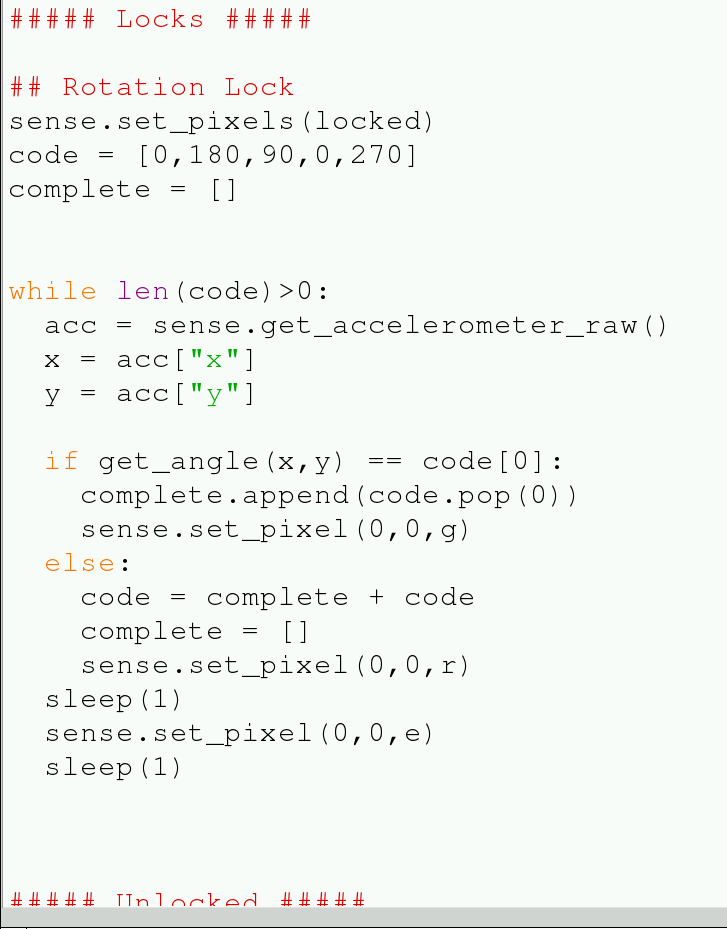 ##### Locks #####
## Rotation Lock
sense.set_pixels(locked)
code = [0,180,90,0,270]
complete = []
while len(code)>0:
  acc = sense.get_accelerometer_raw()
  x = acc["x"]
  y = acc["y"]
  if get_angle(x,y) == code[0]:
    complete.append(code.pop(0))
    sense.set_pixel(0,0,g)
  else:
    code = complete + code
    complete = []
    sense.set_pixel(0,0,r)
  sleep(1)
  sense.set_pixel(0,0,e)
  sleep(1)
##### Unlocked #####